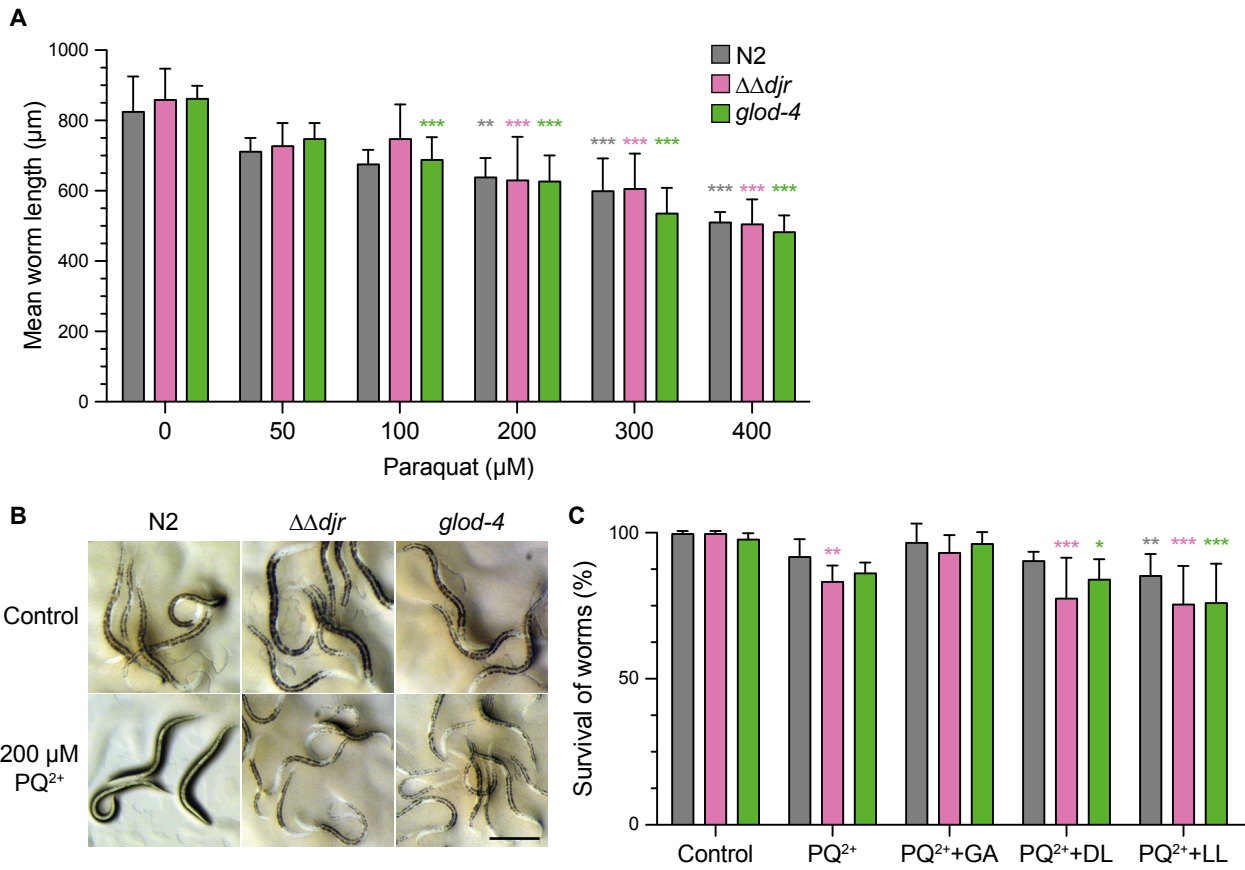 A
1000
800
600
400
200
0
Mean worm length (µm)
N2
ΔΔdjr
glod-4
***
** *** ***
*** *** ***
*** *** ***
0 50 100 200 300 400
Paraquat (µM)
B
N2 ΔΔdjr glod-4
Control
200 µM
PQ²⁺
C
100
50
0
Survival of worms (%)
**
*** *
** *** ***
Control PQ²⁺ PQ²⁺+GA PQ²⁺+DL PQ²⁺+LL